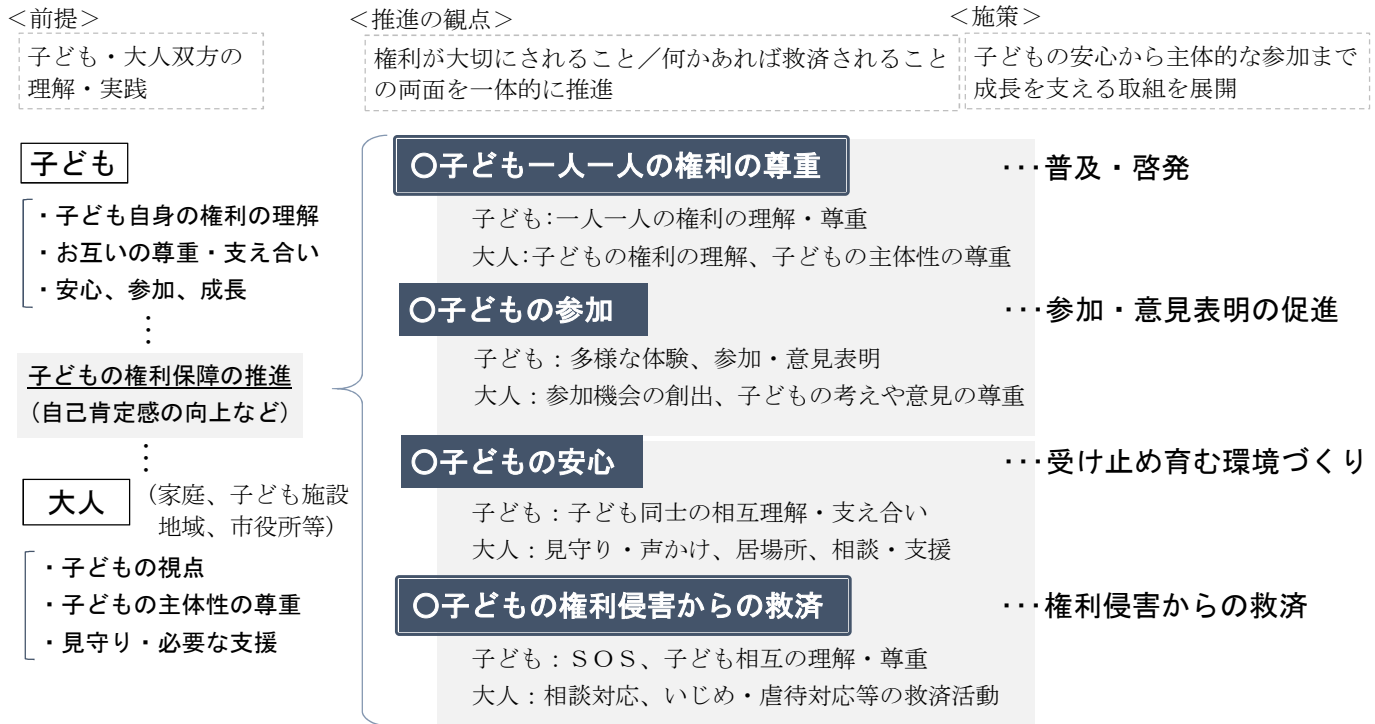 ＜前提＞
子ども・大人双方の
理解・実践
＜推進の観点＞
権利が大切にされること／何かあれば救済されること
の両面を一体的に推進
＜施策＞
子どもの安心から主体的な参加まで
成長を支える取組を展開
子ども
・子ども自身の権利の理解
・お互いの尊重・支え合い
・安心、参加、成長
⋮
子どもの権利保障の推進
（自己肯定感の向上など）
⋮
大人
（家庭、子ども施設
地域、市役所等）
・子どもの視点
・子どもの主体性の尊重
・見守り・必要な支援
〇子ども一人一人の権利の尊重
･･･普及・啓発
子ども：一人一人の権利の理解・尊重
大人：子どもの権利の理解、子どもの主体性の尊重
〇子どもの参加
･･･参加・意見表明の促進
子ども：多様な体験、参加・意見表明
大人：参加機会の創出、子どもの考えや意見の尊重
〇子どもの安心
･･･受け止め育む環境づくり
子ども：子ども同士の相互理解・支え合い
大人：見守り・声かけ、居場所、相談・支援
〇子どもの権利侵害からの救済
･･･権利侵害からの救済
子ども：ＳＯＳ、子ども相互の理解・尊重
大人：相談対応、いじめ・虐待対応等の救済活動